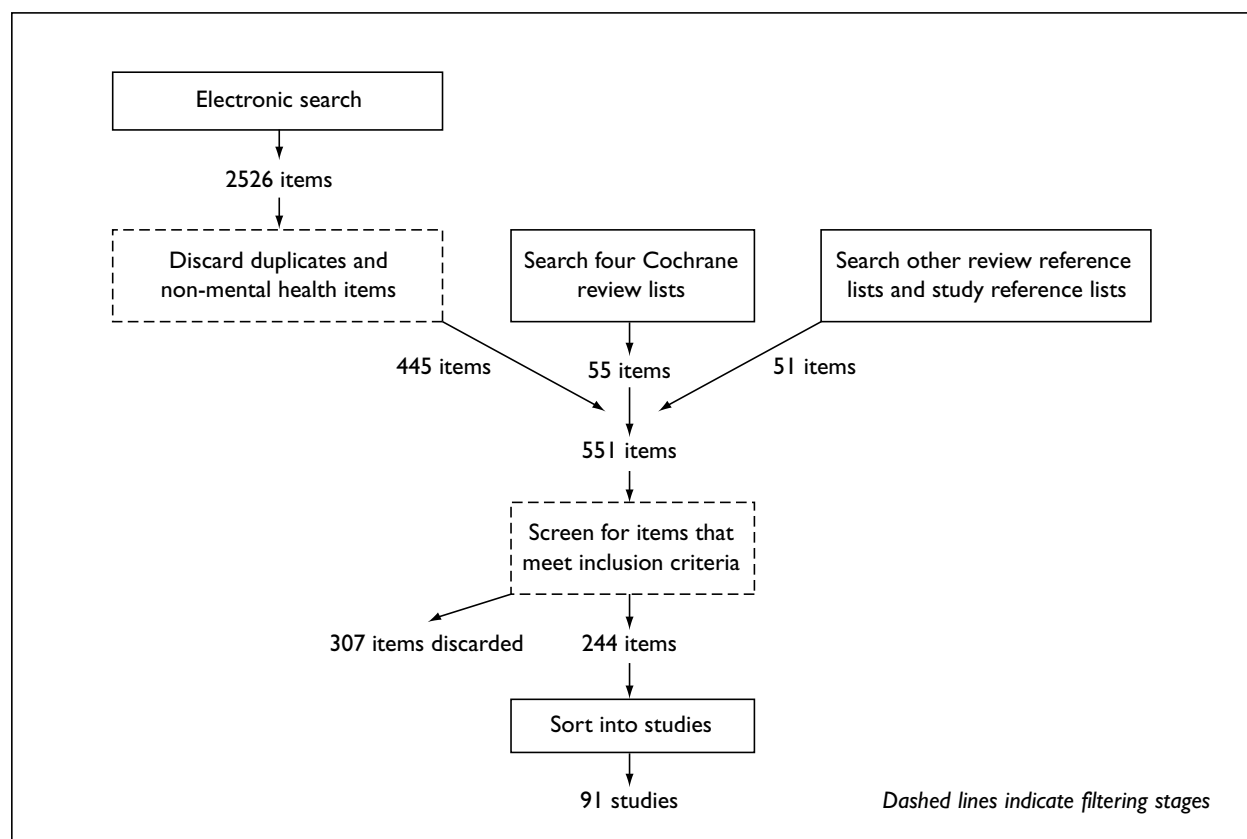 Electronic search
2526 items
Discard duplicates and
non-mental health items
Search four Cochrane
review lists
Search other review reference
lists and study reference lists
445 items
55 items
51 items
551 items
Screen for items that
meet inclusion criteria
307 items discarded
244 items
Sort into studies
91 studies
Dashed lines indicate filtering stages